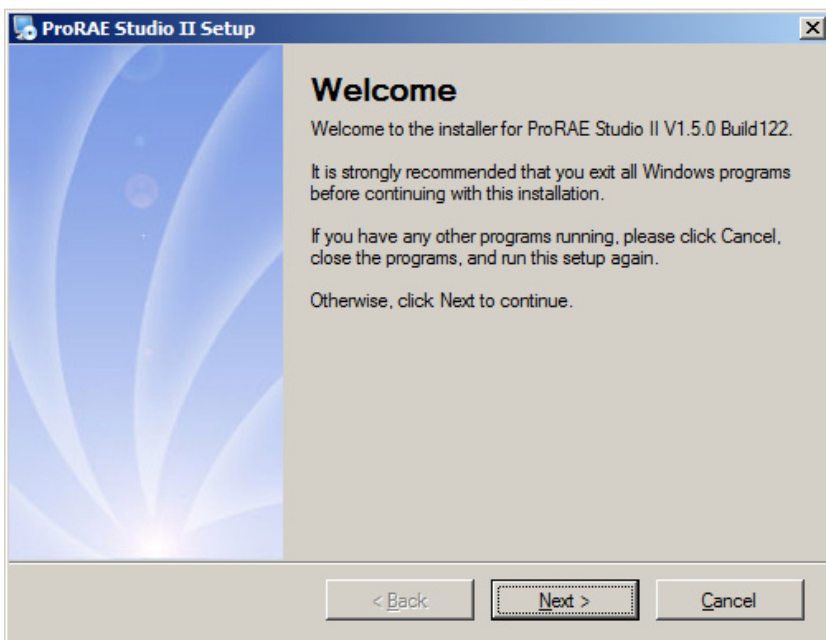 ProRAE Studio II Setup
Welcome
Welcome to the installer for ProRAE Studio II V1.5.0 Build122.
It is strongly recommended that you exit all Windows programs
before continuing with this installation.
If you have any other programs running, please click Cancel,
close the programs, and run this setup again.
Otherwise, click Next to continue.
< Back
Next >
Cancel